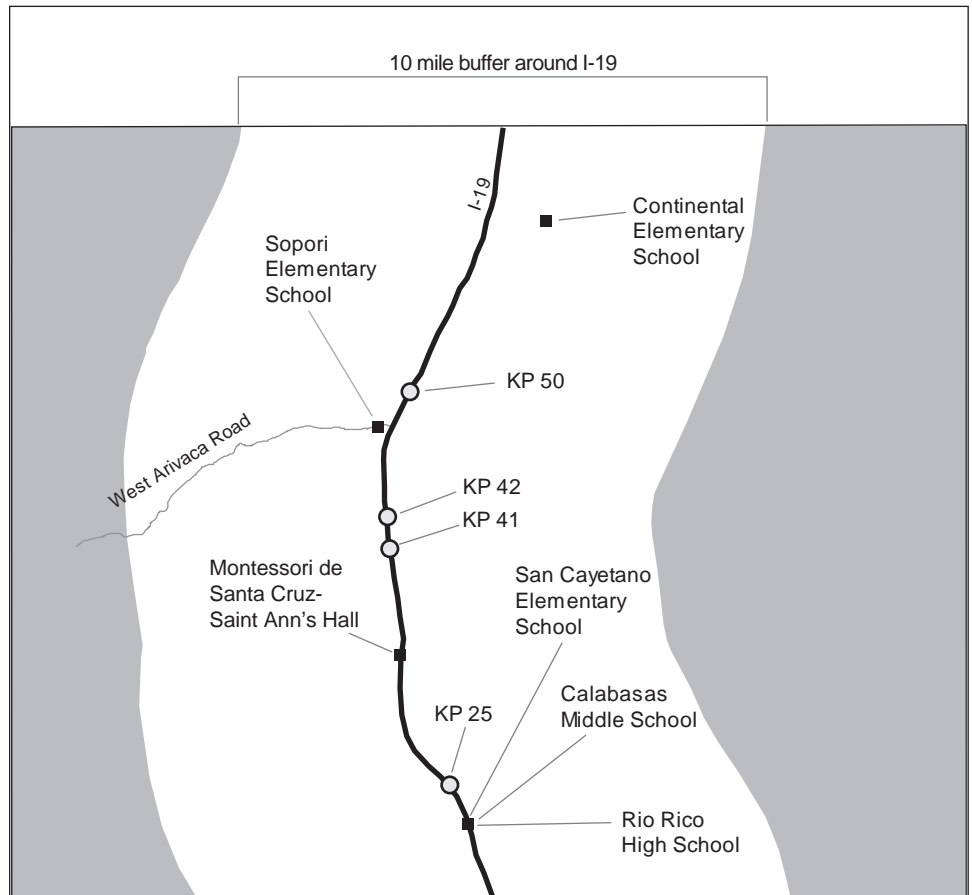 10 mile buffer around I-19
I-19
Continental
Elementary
School
Sopori
Elementary
School
KP 50
West Arivaca Road
KP 42
KP 41
Montessori de
Santa Cruz-
Saint Ann's Hall
San Cayetano
Elementary
School
Calabasas
Middle School
KP 25
Rio Rico
High School